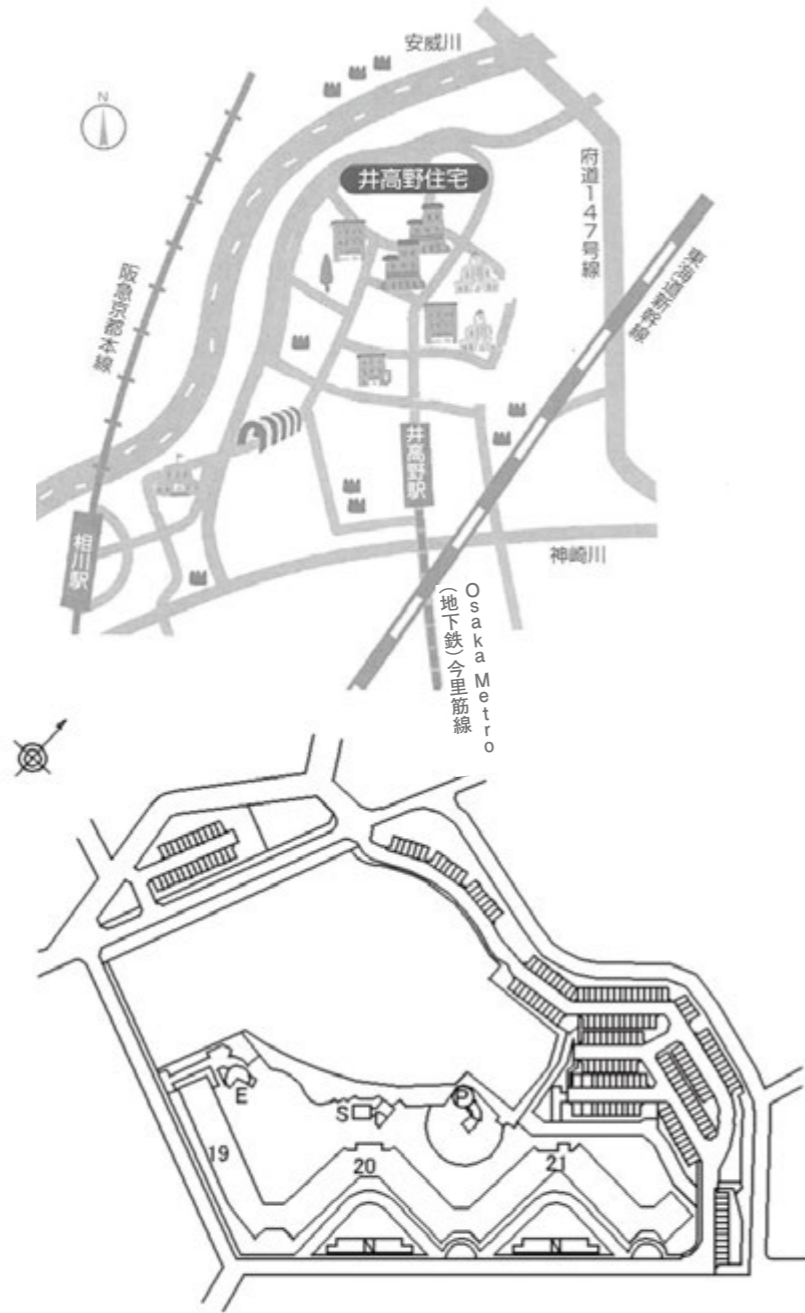 安威川
N
井高野住宅
府道147号線
東海道新幹線
阪急京都本線
井高野駅
相川駅
神崎川
Osaka Metro
(地下鉄)今里筋線
E
S
P
19
20
21
N
N